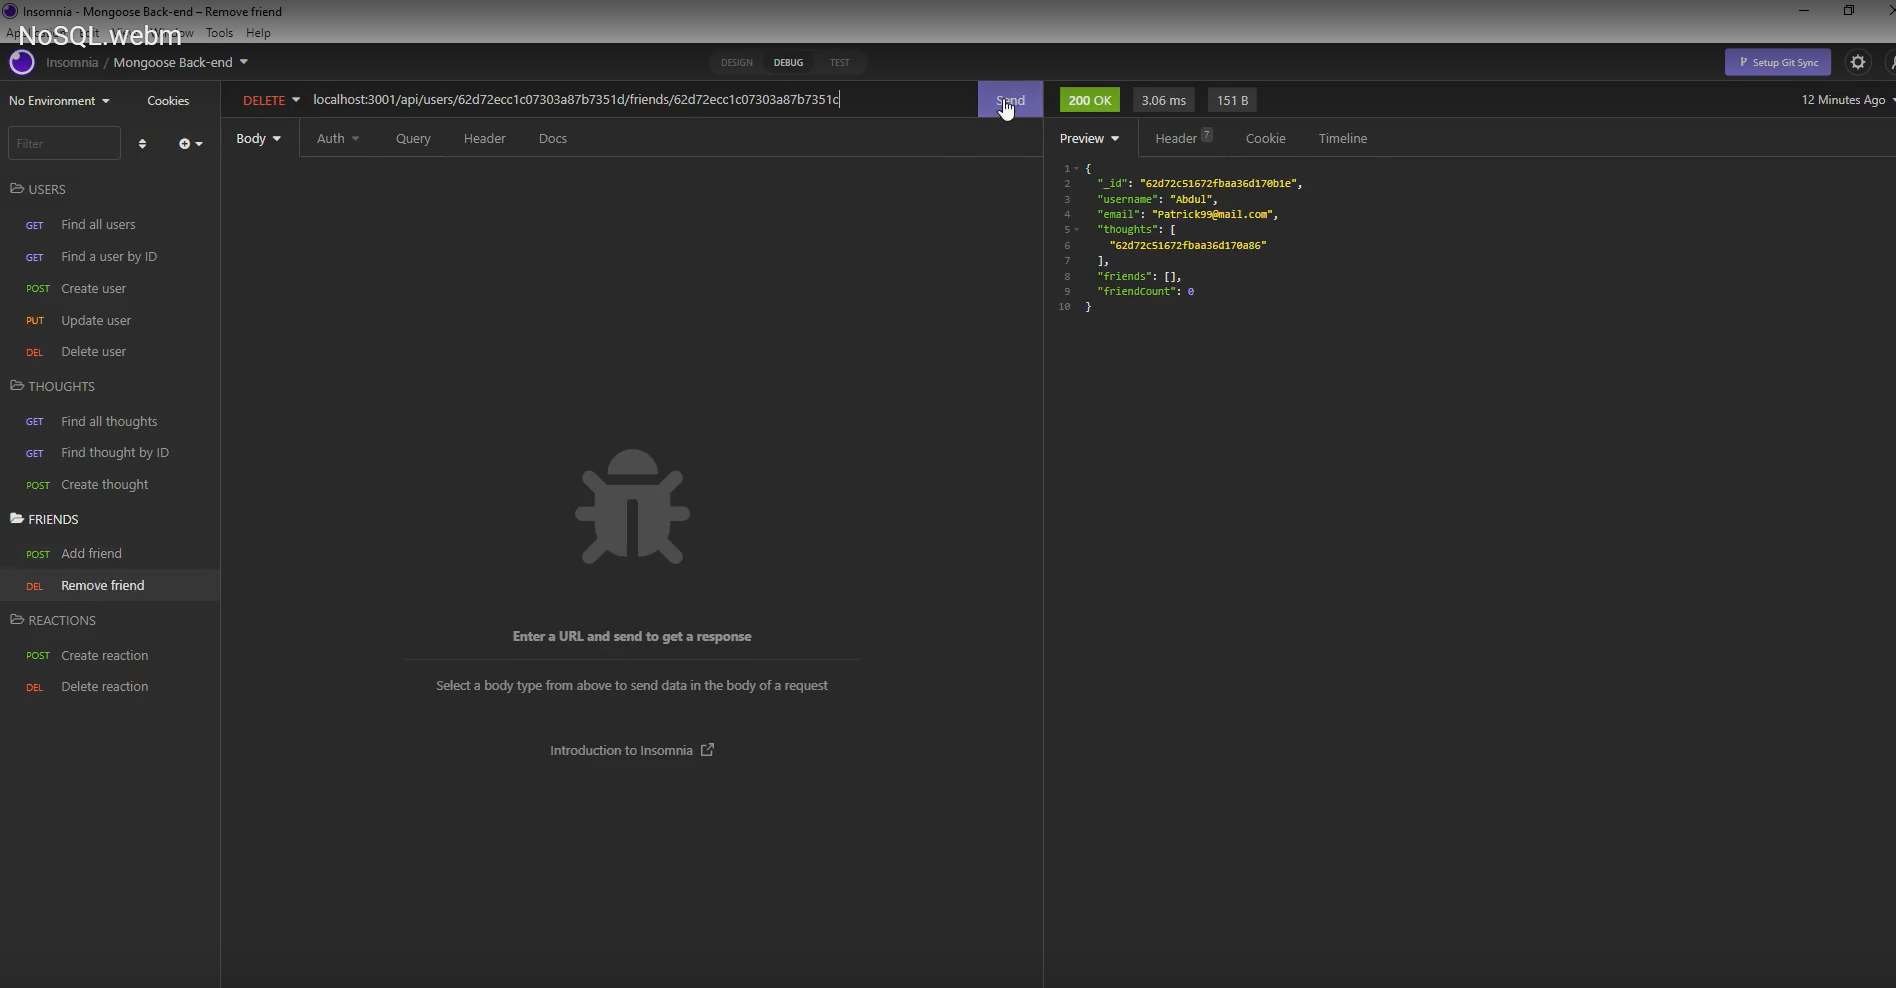 Insomnia - Mongoose Back-end – Remove friend
NoSQL.webm
Tools Help
Insomnia / Mongoose Back-end
DESIGN DEBUG TEST
Setup Git Sync
No Environment Cookies
DELETE localhost:3001/api/users/62d72ecc1c07303a87b7351d/friends/62d72ecc1c07303a87b7351c
Send
200 OK 3.06 ms 151 B 12 Minutes Ago
Filter
Body Auth Query Header Docs
Preview Header 7 Cookie Timeline
USERS
GET Find all users
GET Find a user by ID
POST Create user
PUT Update user
DEL Delete user
THOUGHTS
GET Find all thoughts
GET Find thought by ID
POST Create thought
FRIENDS
POST Add friend
DEL Remove friend
REACTIONS
POST Create reaction
DEL Delete reaction
Enter a URL and send to get a response
Select a body type from above to send data in the body of a request
Introduction to Insomnia
1 {
2 "_id": "62d72c51672fbaa36d170b1e",
3 "username": "Abdul",
4 "email": "Patrick99@mail.com",
5 "thoughts": [
6 "62d72c51672fbaa36d170a86"
7 ],
8 "friends": [],
9 "friendCount": 0
10 }